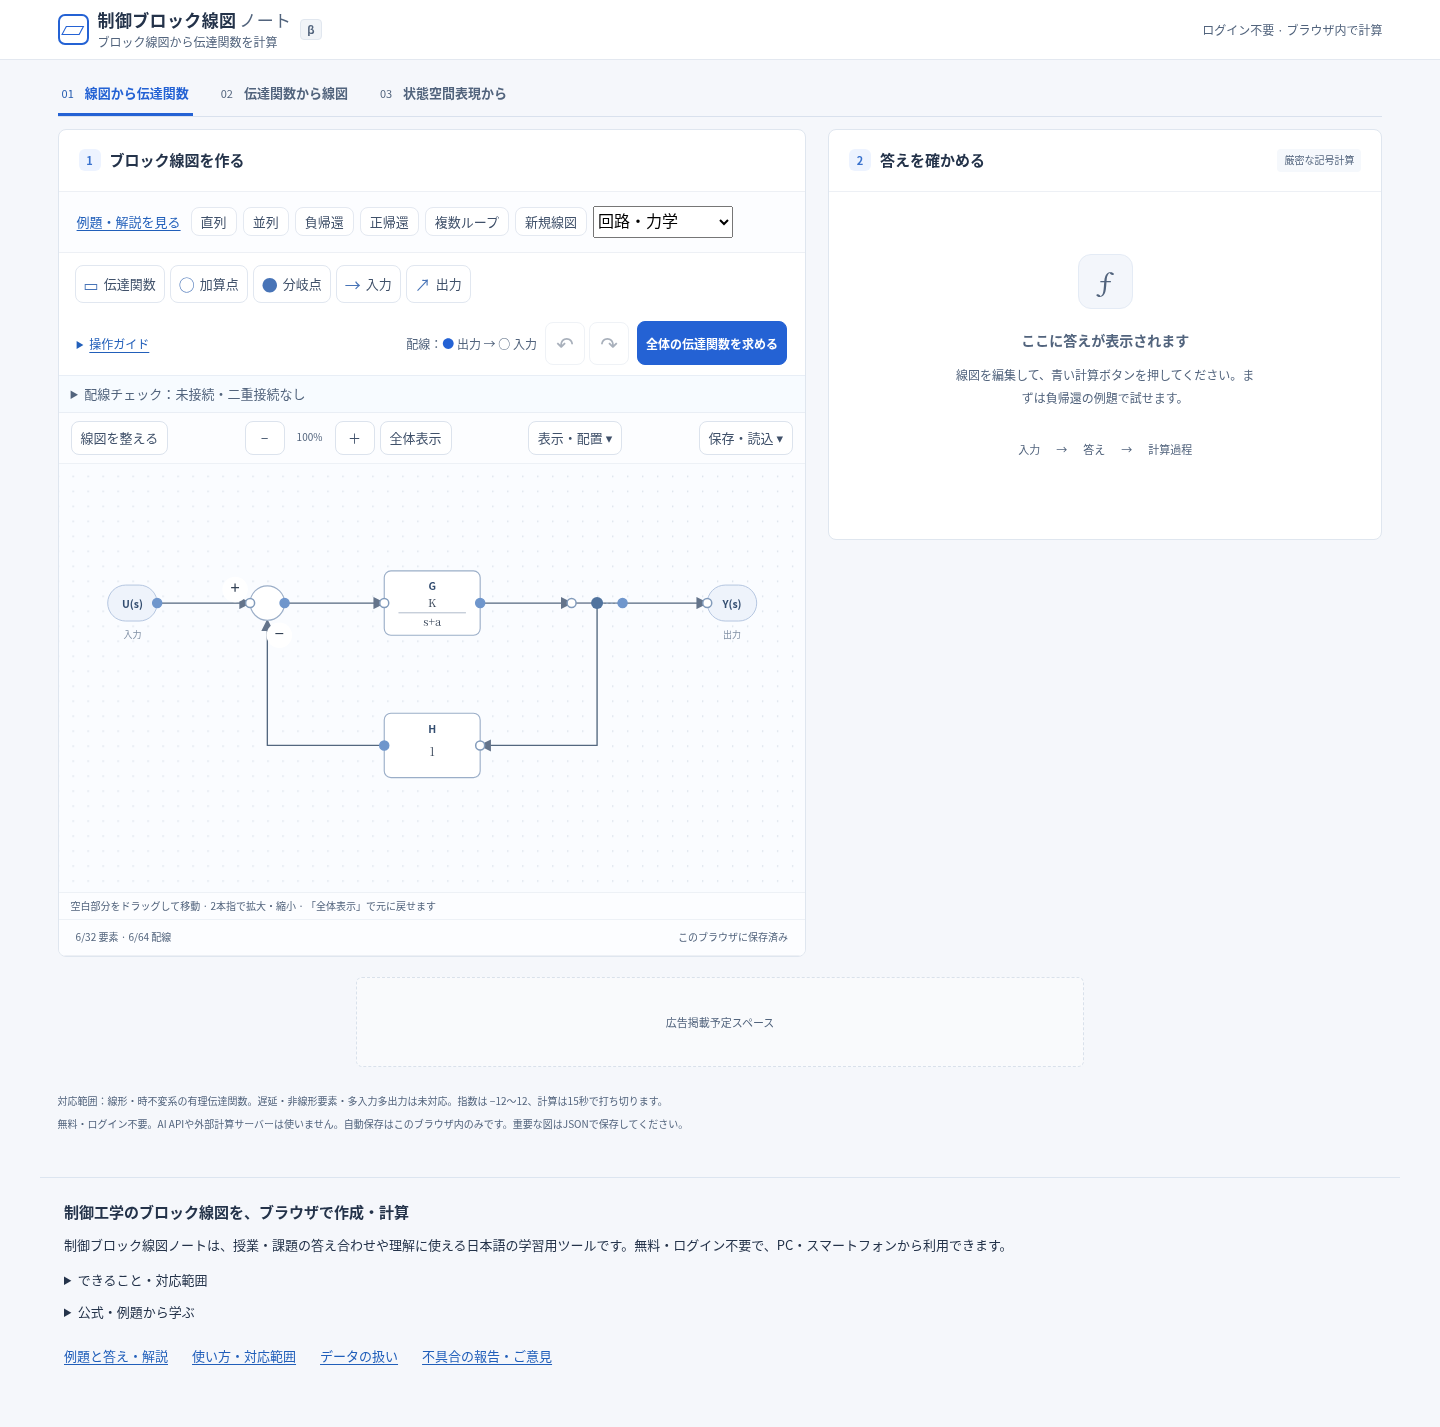 制御ブロック線図 ノート
β
ブロック線図から伝達関数を計算
ログイン不要・ブラウザ内で計算
01 線図から伝達関数
02 伝達関数から線図
03 状態空間表現から
1 ブロック線図を作る
例題・解説を見る 直列 並列 負帰還 正帰還 複数ループ 新規線図 回路・力学
▭ 伝達関数 ◯ 加算点 ● 分岐点 → 入力 ↗ 出力
▶ 操作ガイド
配線：● 出力 → ○ 入力 ↶ ↷ 全体の伝達関数を求める
▶ 配線チェック：未接続・二重接続なし
線図を整える − 100% ＋ 全体表示 表示・配置 ▾ 保存・読込 ▾
U(s)
入力
+
−
G
K
s+a
H
1
Y(s)
出力
空白部分をドラッグして移動・2本指で拡大・縮小・「全体表示」で元に戻せます
6/32 要素・6/64 配線
このブラウザに保存済み
2 答えを確かめる
厳密な記号計算
ƒ
ここに答えが表示されます
線図を編集して、青い計算ボタンを押してください。ま
ずは負帰還の例題で試せます。
入力 → 答え → 計算過程
広告掲載予定スペース
対応範囲：線形・時不変系の有理伝達関数。遅延・非線形要素・多入力多出力は未対応。指数は −12〜12、計算は15秒で打ち切ります。
無料・ログイン不要。AI APIや外部計算サーバーは使いません。自動保存はこのブラウザ内のみです。重要な図はJSONで保存してください。
制御工学のブロック線図を、ブラウザで作成・計算
制御ブロック線図ノートは、授業・課題の答え合わせや理解に使える日本語の学習用ツールです。無料・ログイン不要で、PC・スマートフォンから利用できます。
▶ できること・対応範囲
▶ 公式・例題から学ぶ
例題と答え・解説 使い方・対応範囲 データの扱い 不具合の報告・ご意見